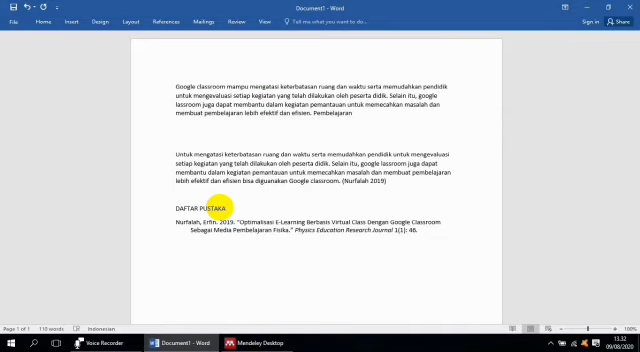 Document1 - Word
File Home Insert Design Layout References Mailings Review View Tell me what you want to do... Sign in Share
Google classroom mampu mengatasi keterbatasan ruang dan waktu serta memudahkan pendidik
untuk mengevaluasi setiap kegiatan yang telah dilakukan oleh peserta didik. Selain itu, google
lassroom juga dapat membantu dalam kegiatan pemantauan untuk memecahkan masalah dan
membuat pembelajaran lebih efektif dan efisien. Pembelajaran
Untuk mengatasi keterbatasan ruang dan waktu serta memudahkan pendidik untuk mengevaluasi
setiap kegiatan yang telah dilakukan oleh peserta didik. Selain itu, google lassroom juga dapat
membantu dalam kegiatan pemantauan untuk memecahkan masalah dan membuat pembelajaran
lebih efektif dan efisien bisa digunakan Google classroom. (Nurfalah 2019)
DAFTAR PUSTAKA
Nurfalah, Erfin. 2019. “Optimalisasi E-Learning Berbasis Virtual Class Dengan Google Classroom
Sebagai Media Pembelajaran Fisika.” Physics Education Research Journal 1(1): 46.
Page 1 of 1 110 words Indonesian 100%
Voice Recorder Document1 - Word Mendeley Desktop 13.32
09/08/2020